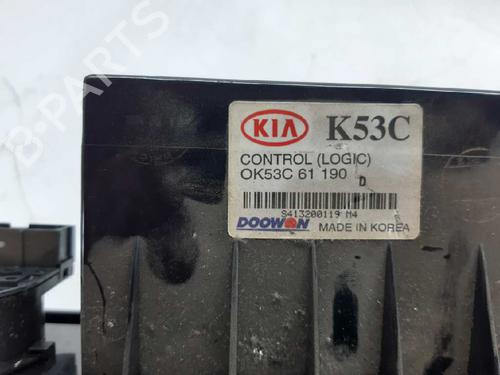 B-PARTS
KIA K53C
CONTROL (LOGIC)
OK53C 61 190 D
S413200119 M4
DOOWON MADE IN KOREA